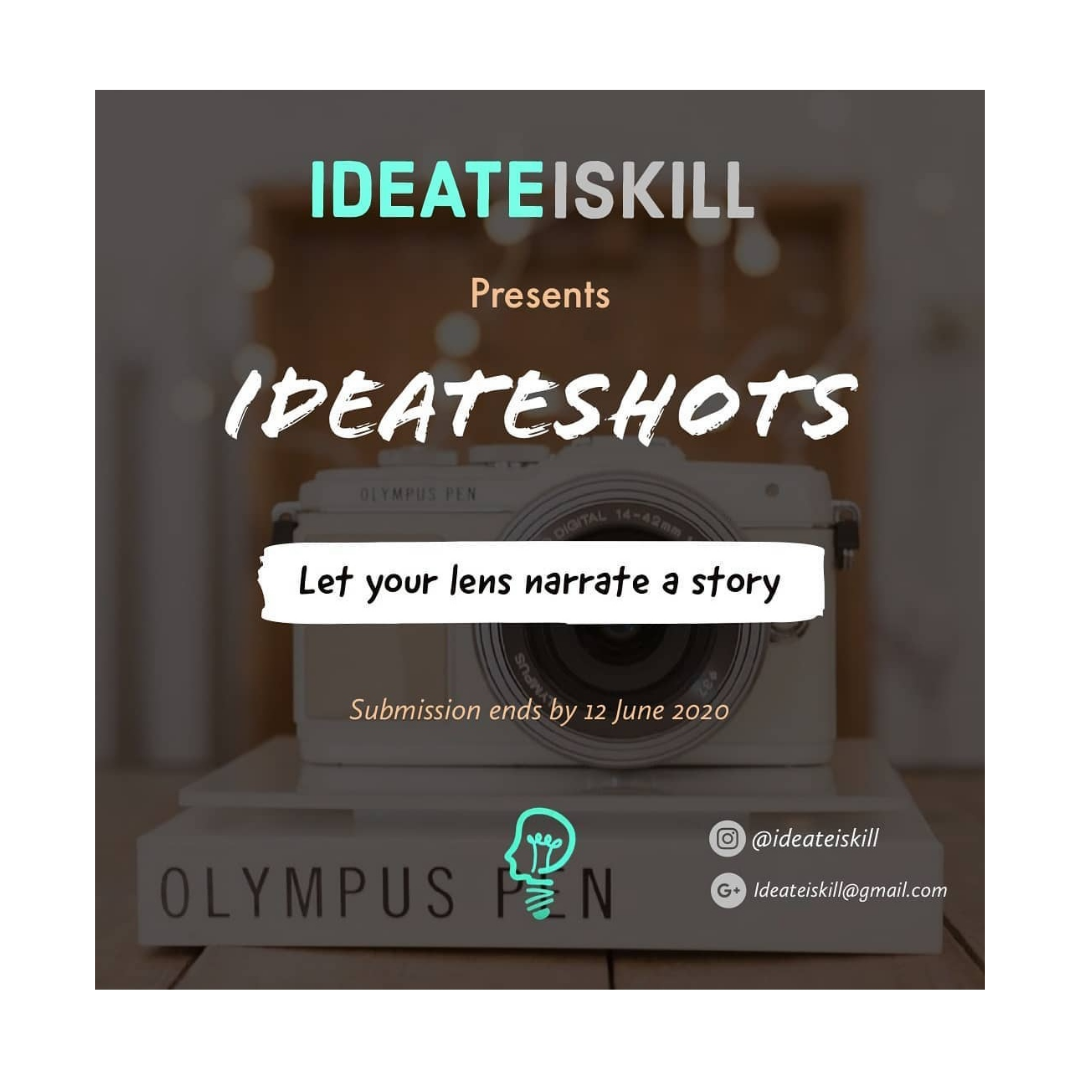 IDEATEISKILL
Presents
IDEATESHOTS
OLYMPUS PEN
DIGITAL 14-42mm
Let your lens narrate a story
OLYMPUS
Submission ends by 12 June 2020
@ideateiskill
G+ Ideateiskill@gmail.com
OLYMPUS PEN